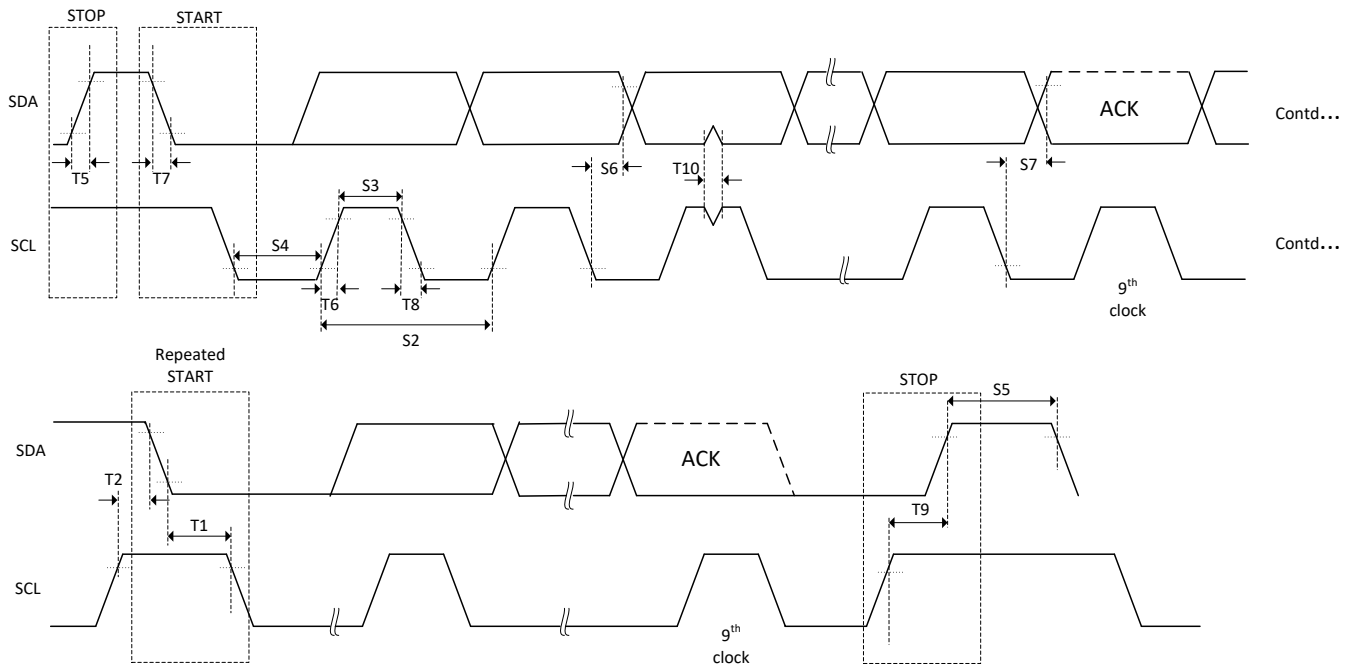 STOP
START
SDA
T5
T7
S6
T10
S7
ACK
Contd...
SCL
S4
S3
T6
T8
S2
9th
clock
Contd...
Repeated
START
STOP
S5
SDA
T2
T1
ACK
T9
SCL
9th
clock